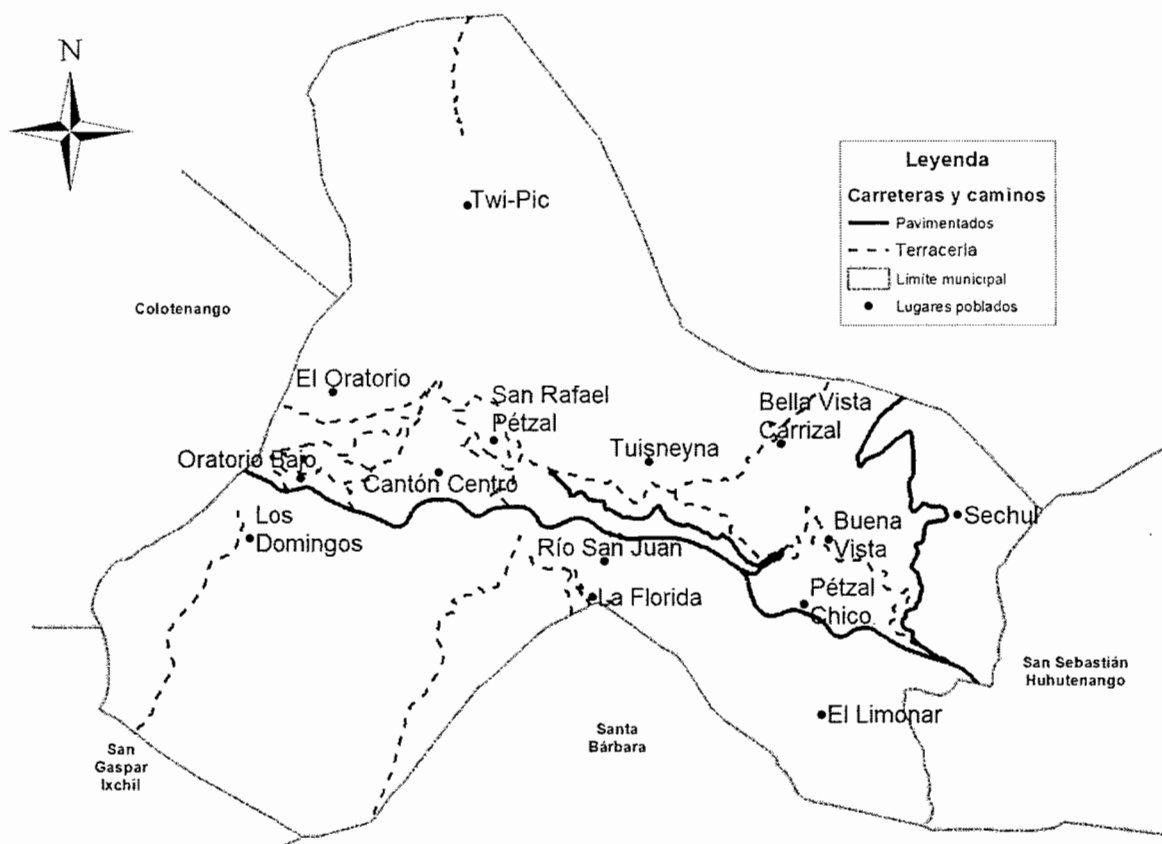 N
Leyenda
Carreteras y caminos
Pavimentados
Terracería
Limite municipal
Lugares poblados
Twi-Pic
Colotenango
El Oratorio
San Rafael
Pétzal
Bella Vista
Carrizal
Tuisneyna
Oratorio Bajo
Cantón Centro
Sechul
Los
Domingos
Buena
Vista
Río San Juan
La Florida
Pétzal
Chico
San Sebastián
Huhutenango
El Limonar
Santa
Bárbara
San
Gaspar
Ixchil